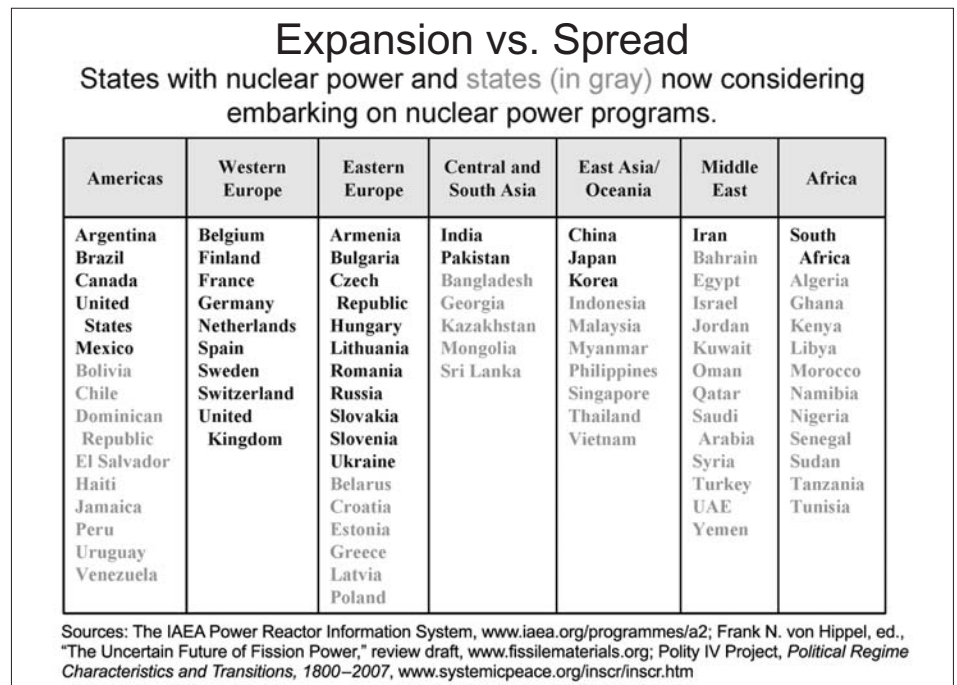 Expansion vs. Spread
States with nuclear power and states (in gray) now considering
embarking on nuclear power programs.
Americas
Western
Europe
Eastern
Europe
Central and
South Asia
East Asia/
Oceania
Middle
East
Africa
Argentina
Brazil
Canada
United
States
Mexico
Bolivia
Chile
Dominican
Republic
El Salvador
Haiti
Jamaica
Peru
Uruguay
Venezuela
Belgium
Finland
France
Germany
Netherlands
Spain
Sweden
Switzerland
United
Kingdom
Armenia
Bulgaria
Czech
Republic
Hungary
Lithuania
Romania
Russia
Slovakia
Slovenia
Ukraine
Belarus
Croatia
Estonia
Greece
Latvia
Poland
India
Pakistan
Bangladesh
Georgia
Kazakhstan
Mongolia
Sri Lanka
China
Japan
Korea
Indonesia
Malaysia
Myanmar
Philippines
Singapore
Thailand
Vietnam
Iran
Bahrain
Egypt
Israel
Jordan
Kuwait
Oman
Qatar
Saudi
Arabia
Syria
Turkey
UAE
Yemen
South
Africa
Algeria
Ghana
Kenya
Libya
Morocco
Namibia
Nigeria
Senegal
Sudan
Tanzania
Tunisia
Sources: The IAEA Power Reactor Information System, www.iaea.org/programmes/a2; Frank N. von Hippel, ed.,
“The Uncertain Future of Fission Power,” review draft, www.fissilematerials.org; Polity IV Project, Political Regime
Characteristics and Transitions, 1800–2007, www.systemicpeace.org/inscr/inscr.htm